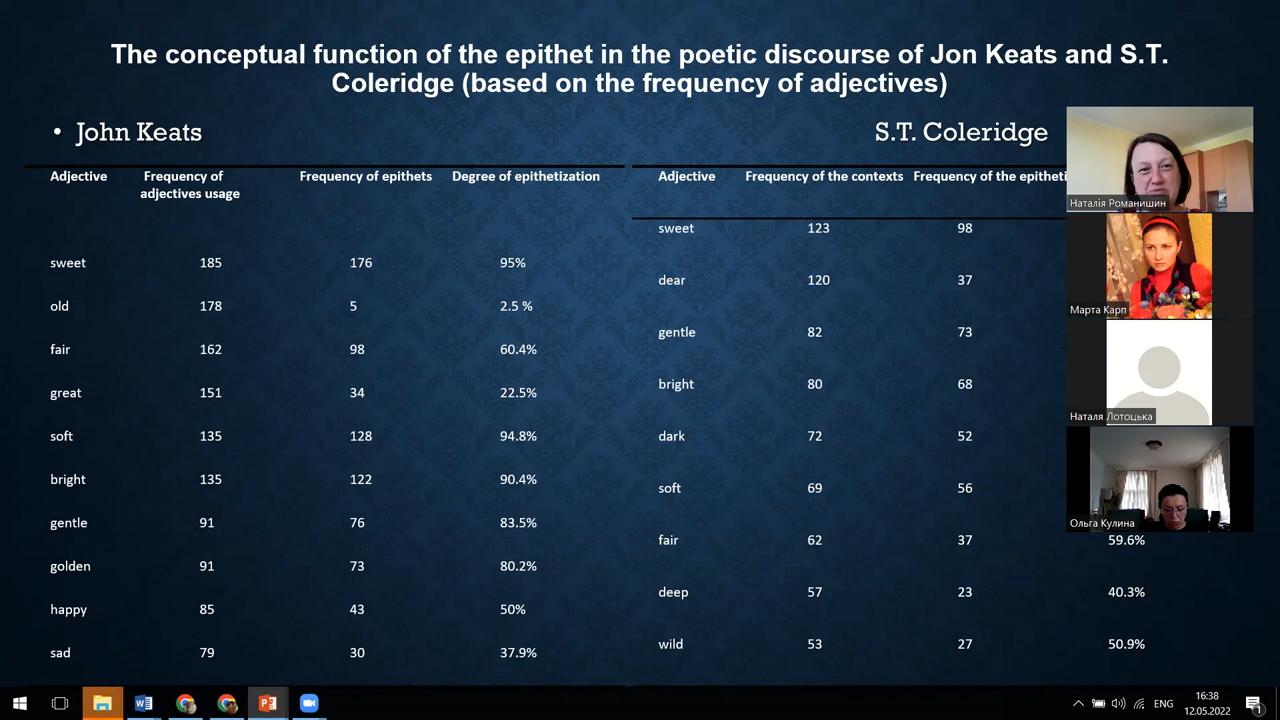 The conceptual function of the epithet in the poetic discourse of Jon Keats and S.T.
Coleridge (based on the frequency of adjectives)
• John Keats
Adjective Frequency of adjectives usage Frequency of epithets Degree of epithetization
sweet 185 176 95%
old 178 5 2.5 %
fair 162 98 60.4%
great 151 34 22.5%
soft 135 128 94.8%
bright 135 122 90.4%
gentle 91 76 83.5%
golden 91 73 80.2%
happy 85 43 50%
sad 79 30 37.9%
S.T. Coleridge
Adjective Frequency of the contexts Frequency of the epitheti
sweet 123 98
dear 120 37
gentle 82 73
bright 80 68
dark 72 52
soft 69 56
fair 62 37 59.6%
deep 57 23 40.3%
wild 53 27 50.9%
Наталія Романишин
Марта Карп
Наталя Лотоцька
Ольга Кулина
ENG
16:38
12.05.2022
1